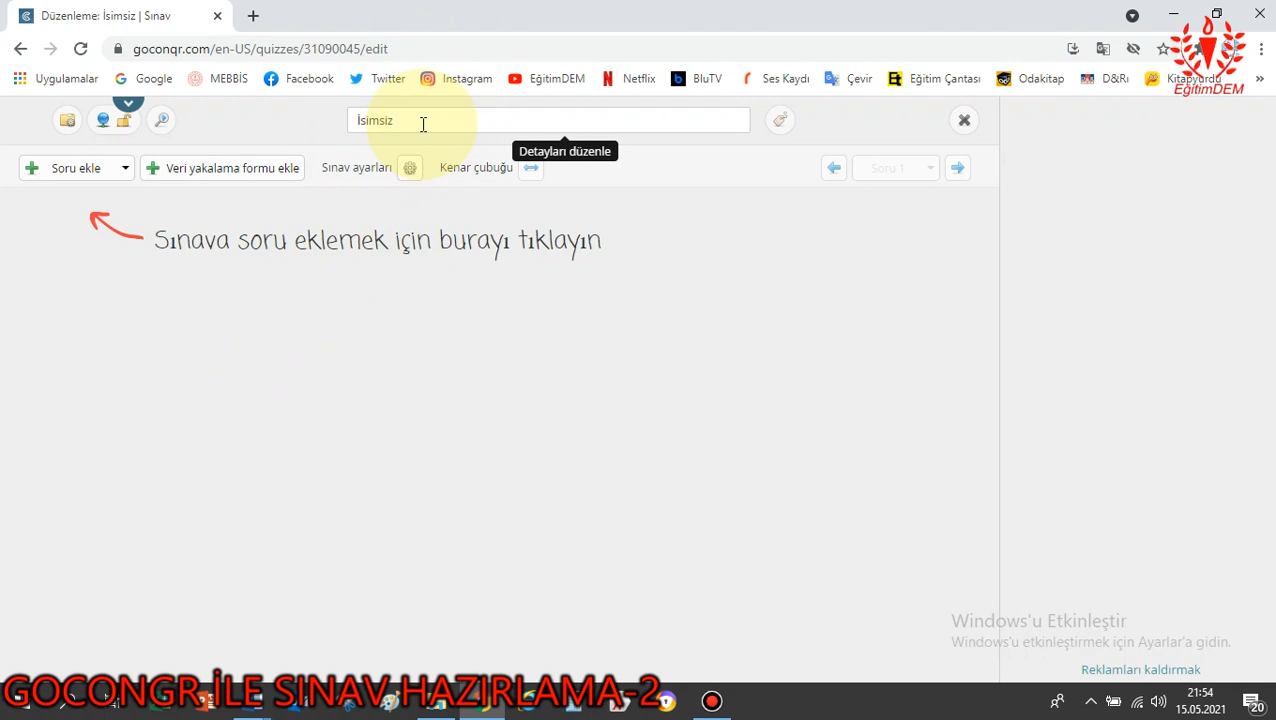 Düzenleme: İsimsiz | Sınav
goconqr.com/en-US/quizzes/31090045/edit
Uygulamalar Google MEBBİS Facebook Twitter Instagram EğitimDEM Netflix BluTV Ses Kaydı Çevir Eğitim Çantası Odakitap D&Rı Kitapyurdu »
EğitimDEM
İsimsiz
Detayları düzenle
Soru ekle Veri yakalama formu ekle Sınav ayarları Kenar çubuğu Soru 1
Sınava soru eklemek için burayı tıklayın
Windows'u Etkinleştir
Windows'u etkinleştirmek için Ayarlar'a gidin.
Reklamları kaldırmak
GOCONGR İLE SINAV HAZIRLAMA-2
21:54
15.05.2021
20